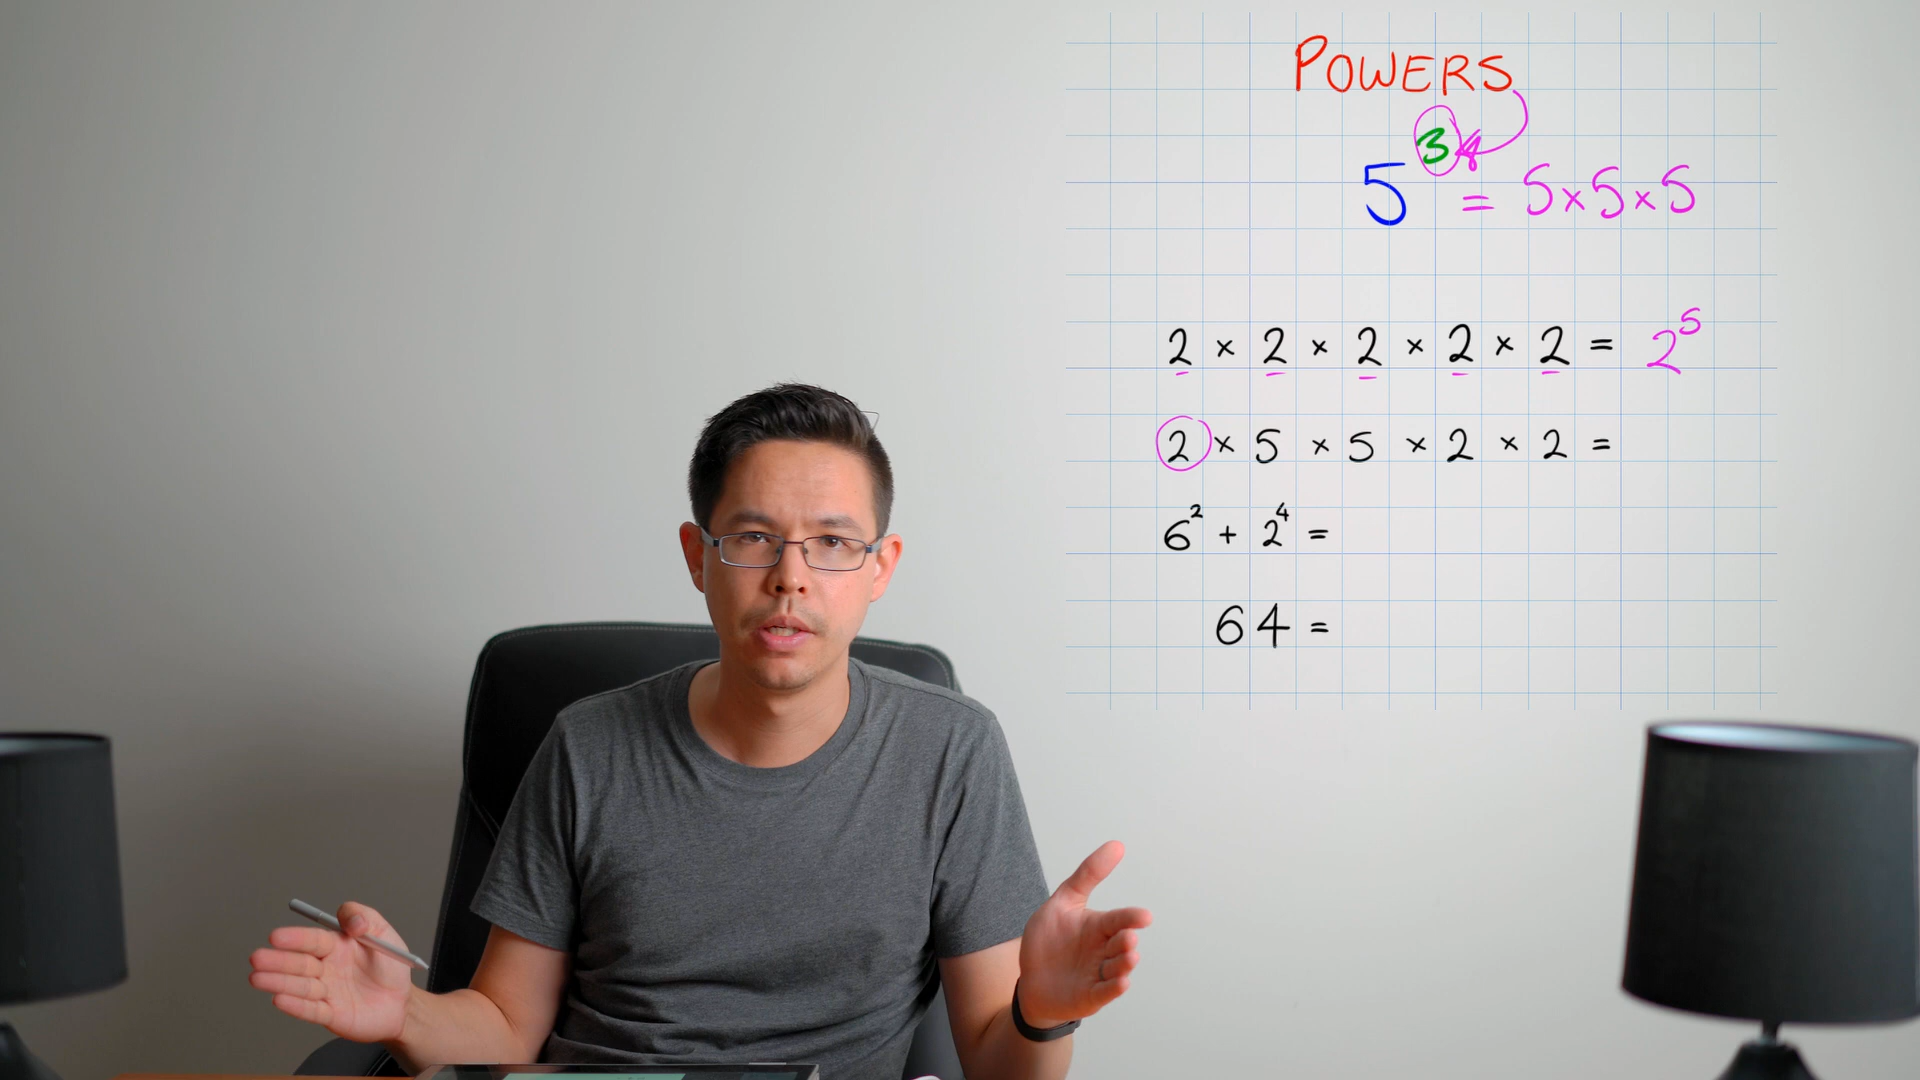 POWERS
5³ = 5×5×5
2 × 2 × 2 × 2 × 2 = 2⁵
2 × 5 × 5 × 2 × 2 =
6² + 2⁴ =
64 =